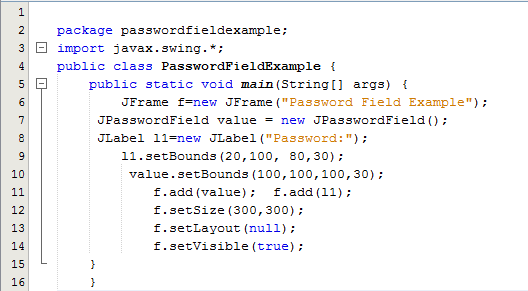 1
2 package passwordfieldexample;
3 import javax.swing.*;
4 public class PasswordFieldExample {
5 public static void main(String[] args) {
6 JFrame f=new JFrame("Password Field Example");
7 JPasswordField value = new JPasswordField();
8 JLabel l1=new JLabel("Password:");
9 l1.setBounds(20,100, 80,30);
10 value.setBounds(100,100,100,30);
11 f.add(value);  f.add(l1);
12 f.setSize(300,300);
13 f.setLayout(null);
14 f.setVisible(true);
15 }
16 }